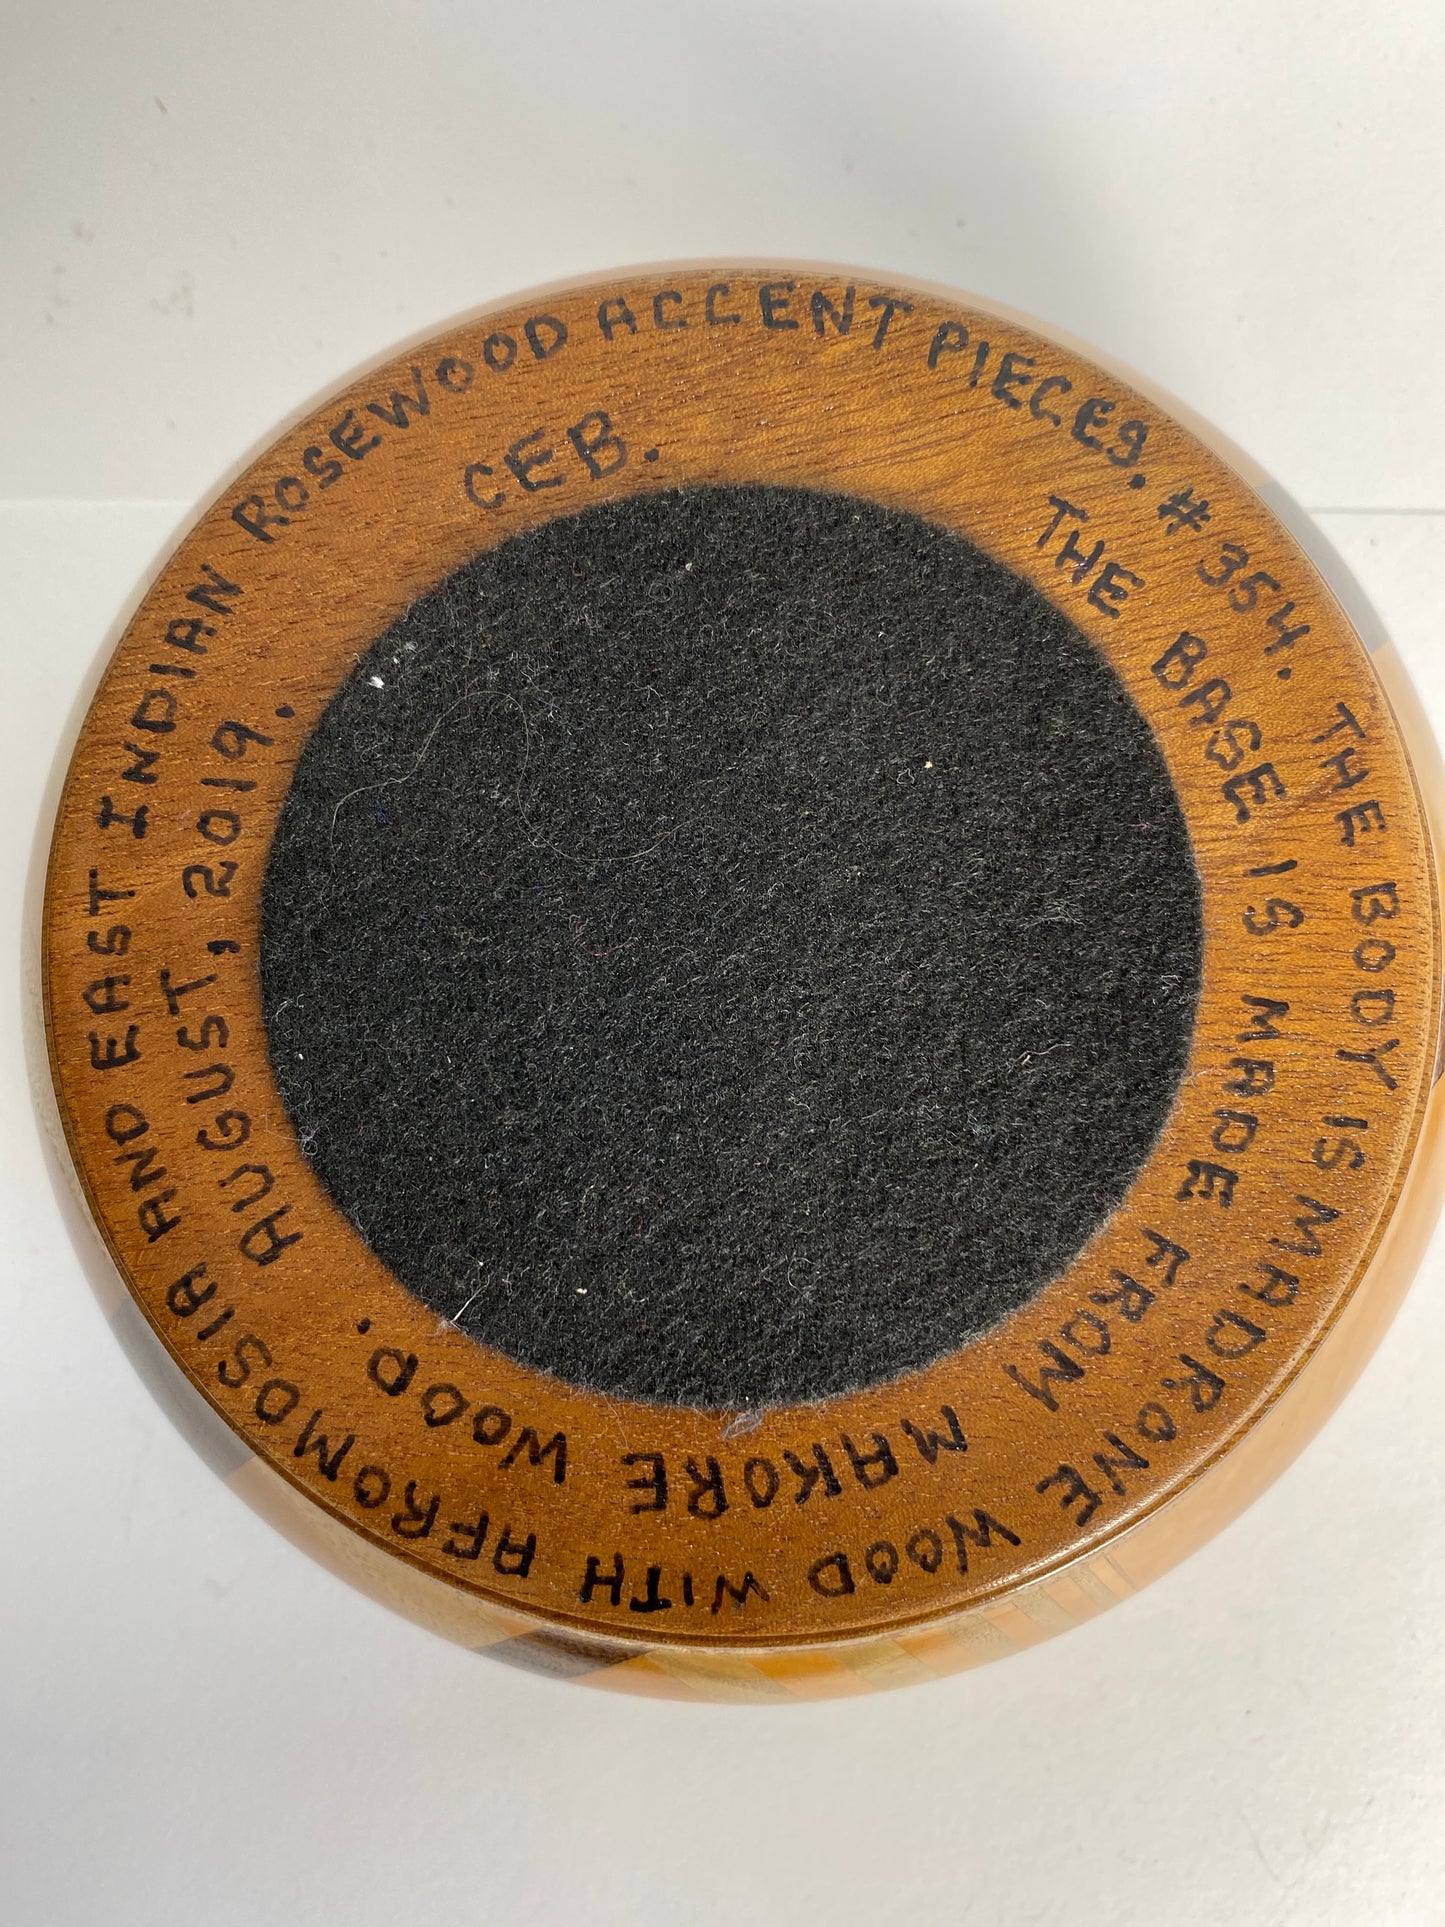 #354. THE BODY IS MADRONE WOOD WITH AFROMOSIA AND EAST INDIAN ROSEWOOD ACCENT PIECES.
THE BASE IS MADE FROM MAKORE WOOD. AUGUST, 2019. CEB.